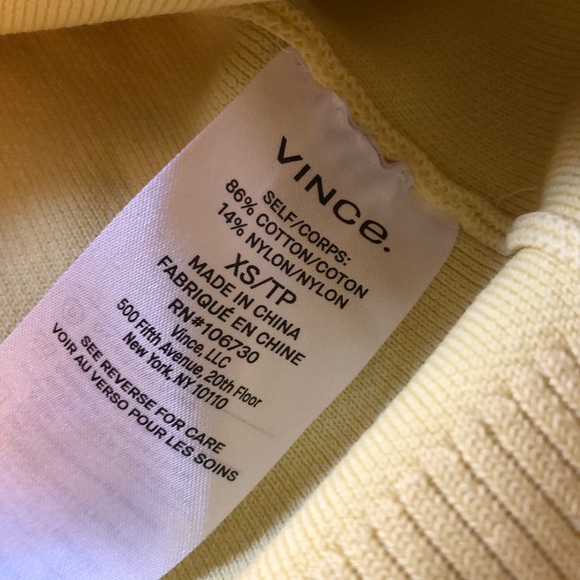 VINCE.
SELF/CORPS:
86% COTTON/COTON
14% NYLON/NYLON
XS/TP
MADE IN CHINA
FABRIQUÉ EN CHINE
RN#106730
Vince, LLC
500 Fifth Avenue, 20th Floor
New York, NY 10110
SEE REVERSE FOR CARE
VOIR AU VERSO POUR LES SOINS